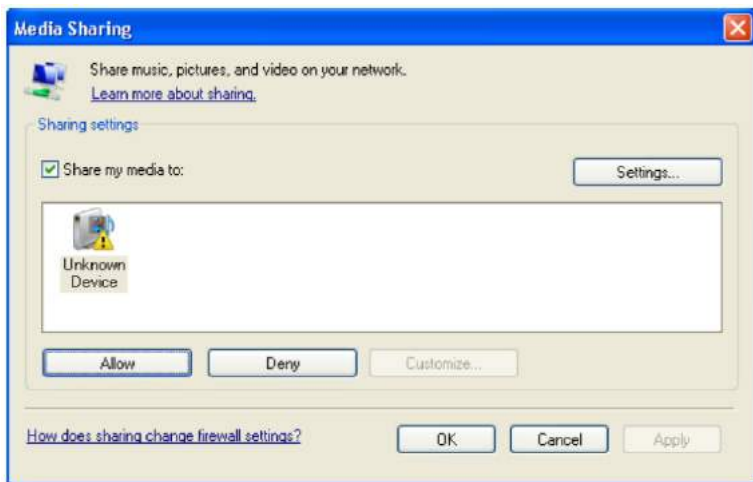 Media Sharing
Share music, pictures, and video on your network.
Learn more about sharing.
Sharing settings
Share my media to:
Settings...
Unknown
Device
Allow
Deny
Customize...
How does sharing change firewall settings?
OK
Cancel
Apply